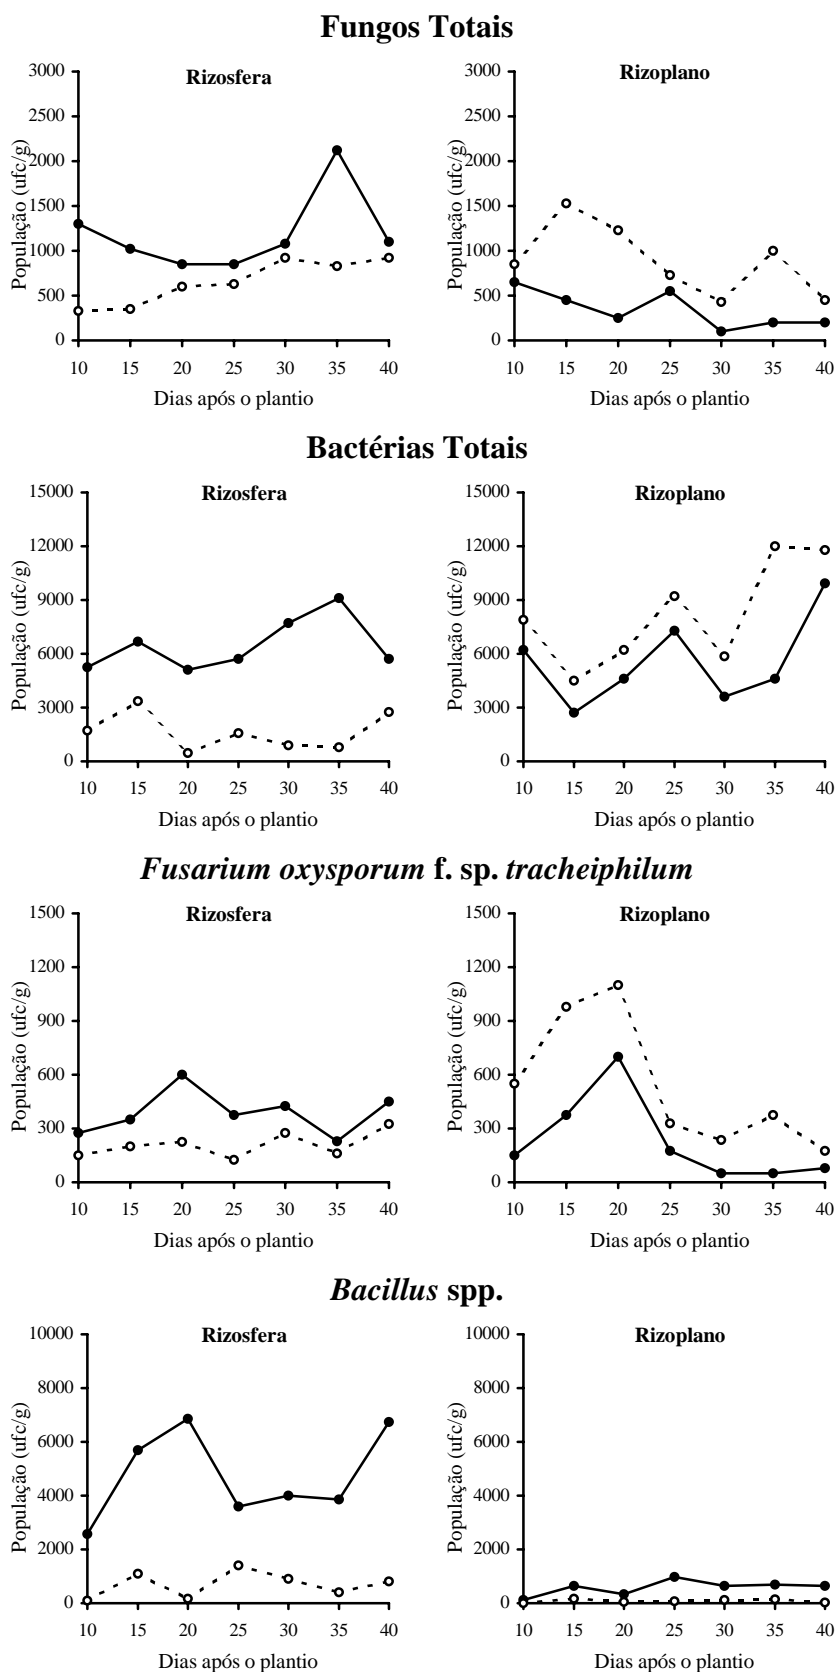 Fungos Totais
Rizosfera
População (ufc/g)
3000
2500
2000
1500
1000
500
0
10 15 20 25 30 35 40
Dias após o plantio
Rizoplano
População (ufc/g)
3000
2500
2000
1500
1000
500
0
10 15 20 25 30 35 40
Dias após o plantio
Bactérias Totais
Rizosfera
População (ufc/g)
15000
12000
9000
6000
3000
0
10 15 20 25 30 35 40
Dias após o plantio
Rizoplano
População (ufc/g)
15000
12000
9000
6000
3000
0
10 15 20 25 30 35 40
Dias após o plantio
Fusarium oxysporum f. sp. tracheiphilum
Rizosfera
População (ufc/g)
1500
1200
900
600
300
0
10 15 20 25 30 35 40
Dias após o plantio
Rizoplano
População (ufc/g)
1500
1200
900
600
300
0
10 15 20 25 30 35 40
Dias após o plantio
Bacillus spp.
Rizosfera
População (ufc/g)
10000
8000
6000
4000
2000
0
10 15 20 25 30 35 40
Dias após o plantio
Rizoplano
População (ufc/g)
10000
8000
6000
4000
2000
0
10 15 20 25 30 35 40
Dias após o plantio